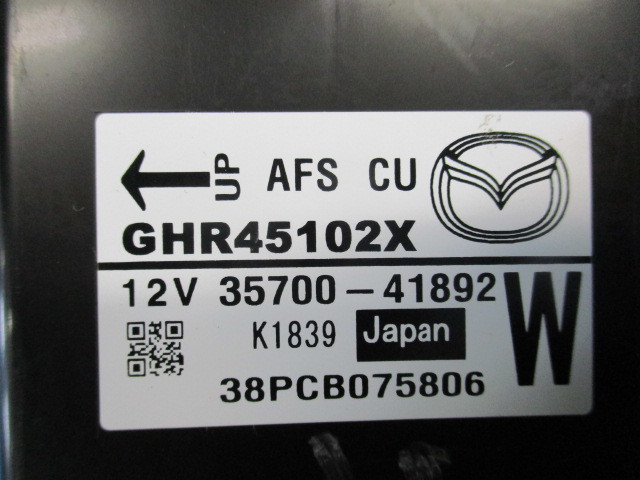 UP AFS CU
GHR45102X
12V 35700-41892
K1839 Japan W
38PCB075806